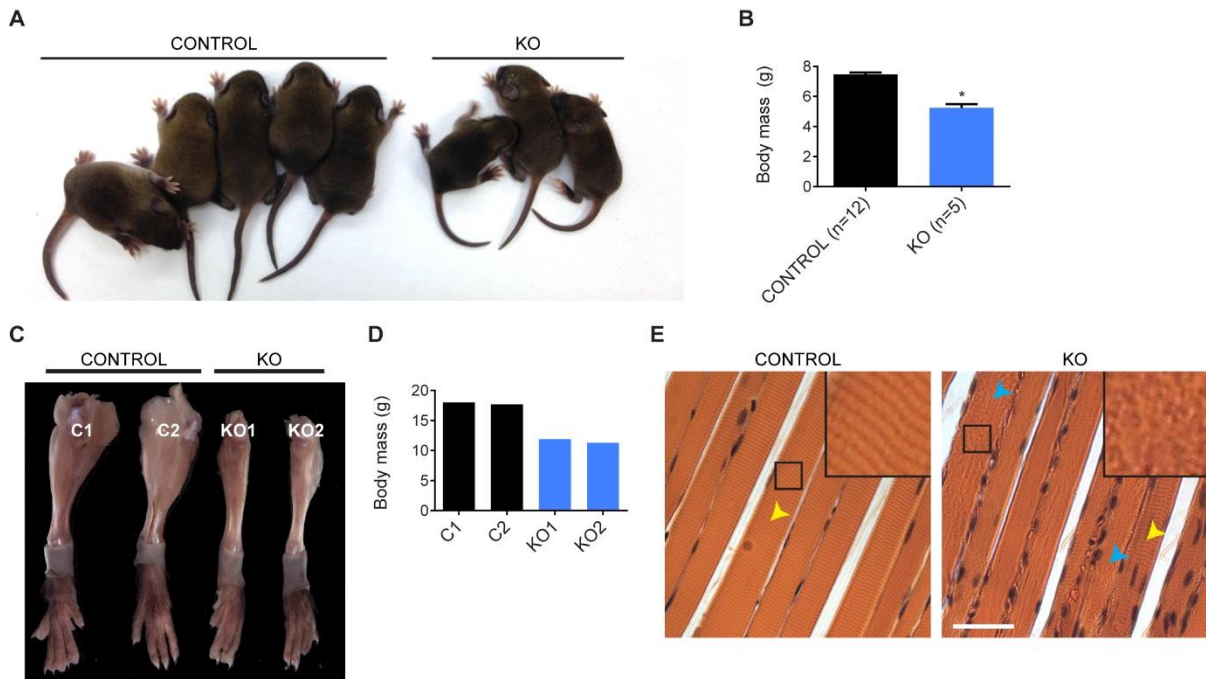 A
CONTROL
KO
B
Body mass (g)
8
6
4
2
0
*
CONTROL (n=12)
KO (n=5)
C
CONTROL
KO
C1
C2
KO1
KO2
D
Body mass (g)
20
15
10
5
0
C1
C2
KO1
KO2
E
CONTROL
KO